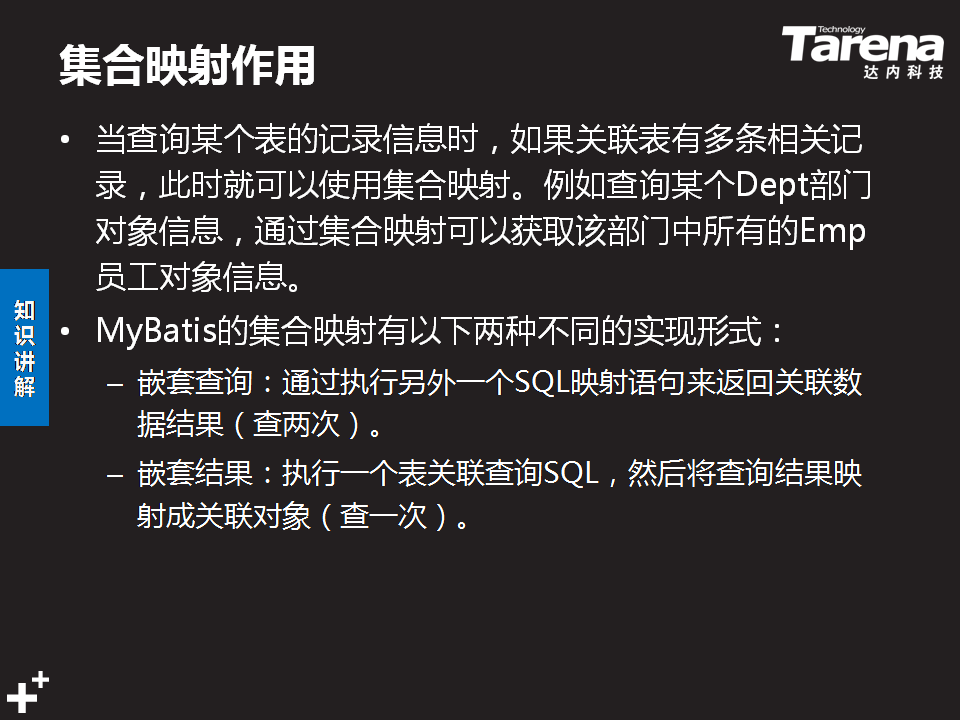 集合映射作用
Technology
Tarena
达内科技
• 当查询某个表的记录信息时，如果关联表有多条相关记
录，此时就可以使用集合映射。例如查询某个Dept部门
对象信息，通过集合映射可以获取该部门中所有的Emp
员工对象信息。
知识讲解
• MyBatis的集合映射有以下两种不同的实现形式：
– 嵌套查询：通过执行另外一个SQL映射语句来返回关联数
据结果（查两次）。
– 嵌套结果：执行一个表关联查询SQL，然后将查询结果映
射成关联对象（查一次）。